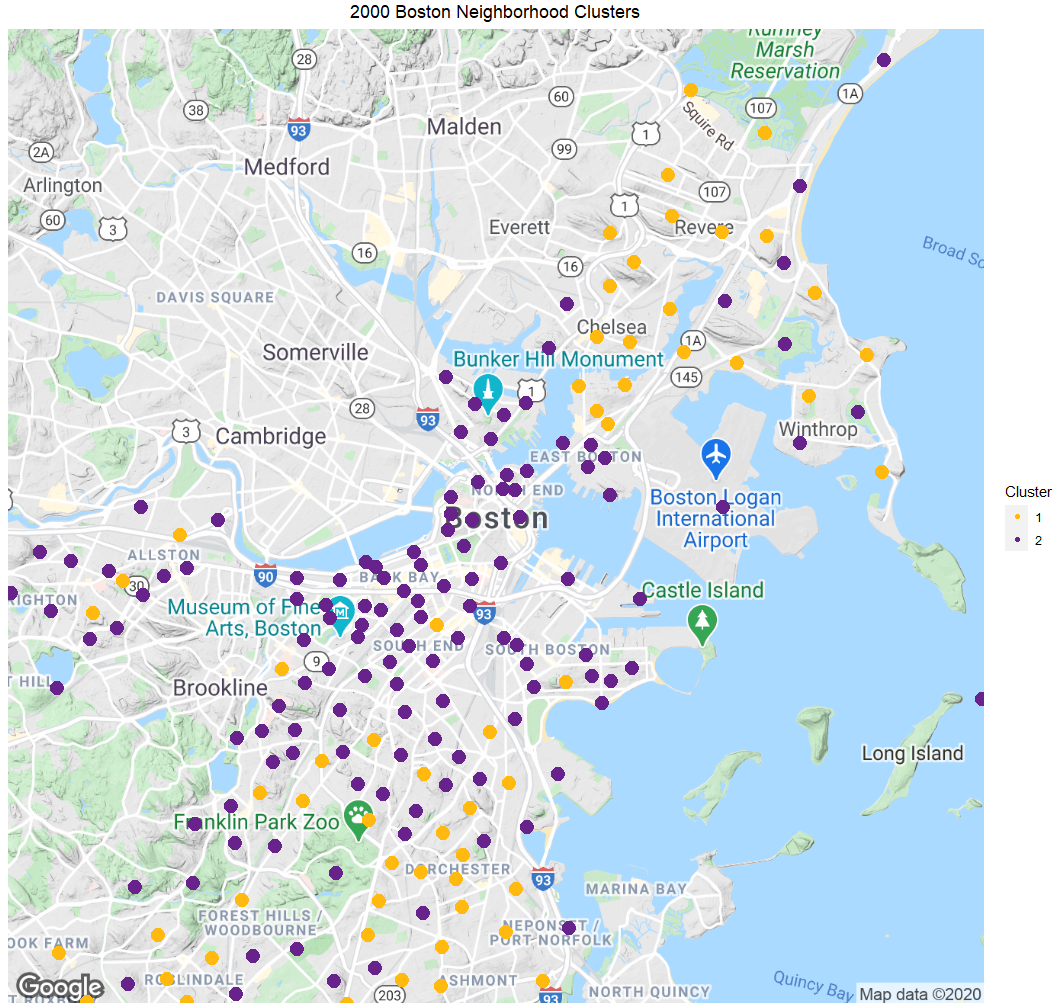 2000 Boston Neighborhood Clusters
Rumney
Marsh
Reservation
28
60
1A
38
107
Squire Rd
93
Malden
1
99
2A
Medford
Arlington
107
60
3
1
Everett
Revere
16
16
Broad So
DAVIS SQUARE
Chelsea
1A
Somerville
Bunker Hill Monument
145
1
28
93
3
Cambridge
Winthrop
EAST BOSTON
NORTH END
Boston Logan
International
Airport
Boston
Cluster
1
2
ALLSTON
90
BACK BAY
30
IGHTON
Castle Island
Museum of Fine
Arts, Boston
93
SOUTH END
SOUTH BOSTON
9
T HILL
Brookline
Long Island
Franklin Park Zoo
DORCHESTER
93
MARINA BAY
FOREST HILLS /
WOODBOURNE
NEPONSET /
PORT NORFOLK
OOK FARM
ROSLINDALE
ASHMONT
Quincy Bay
Google
203
93
NORTH QUINCY
Map data ©2020
T ROXB